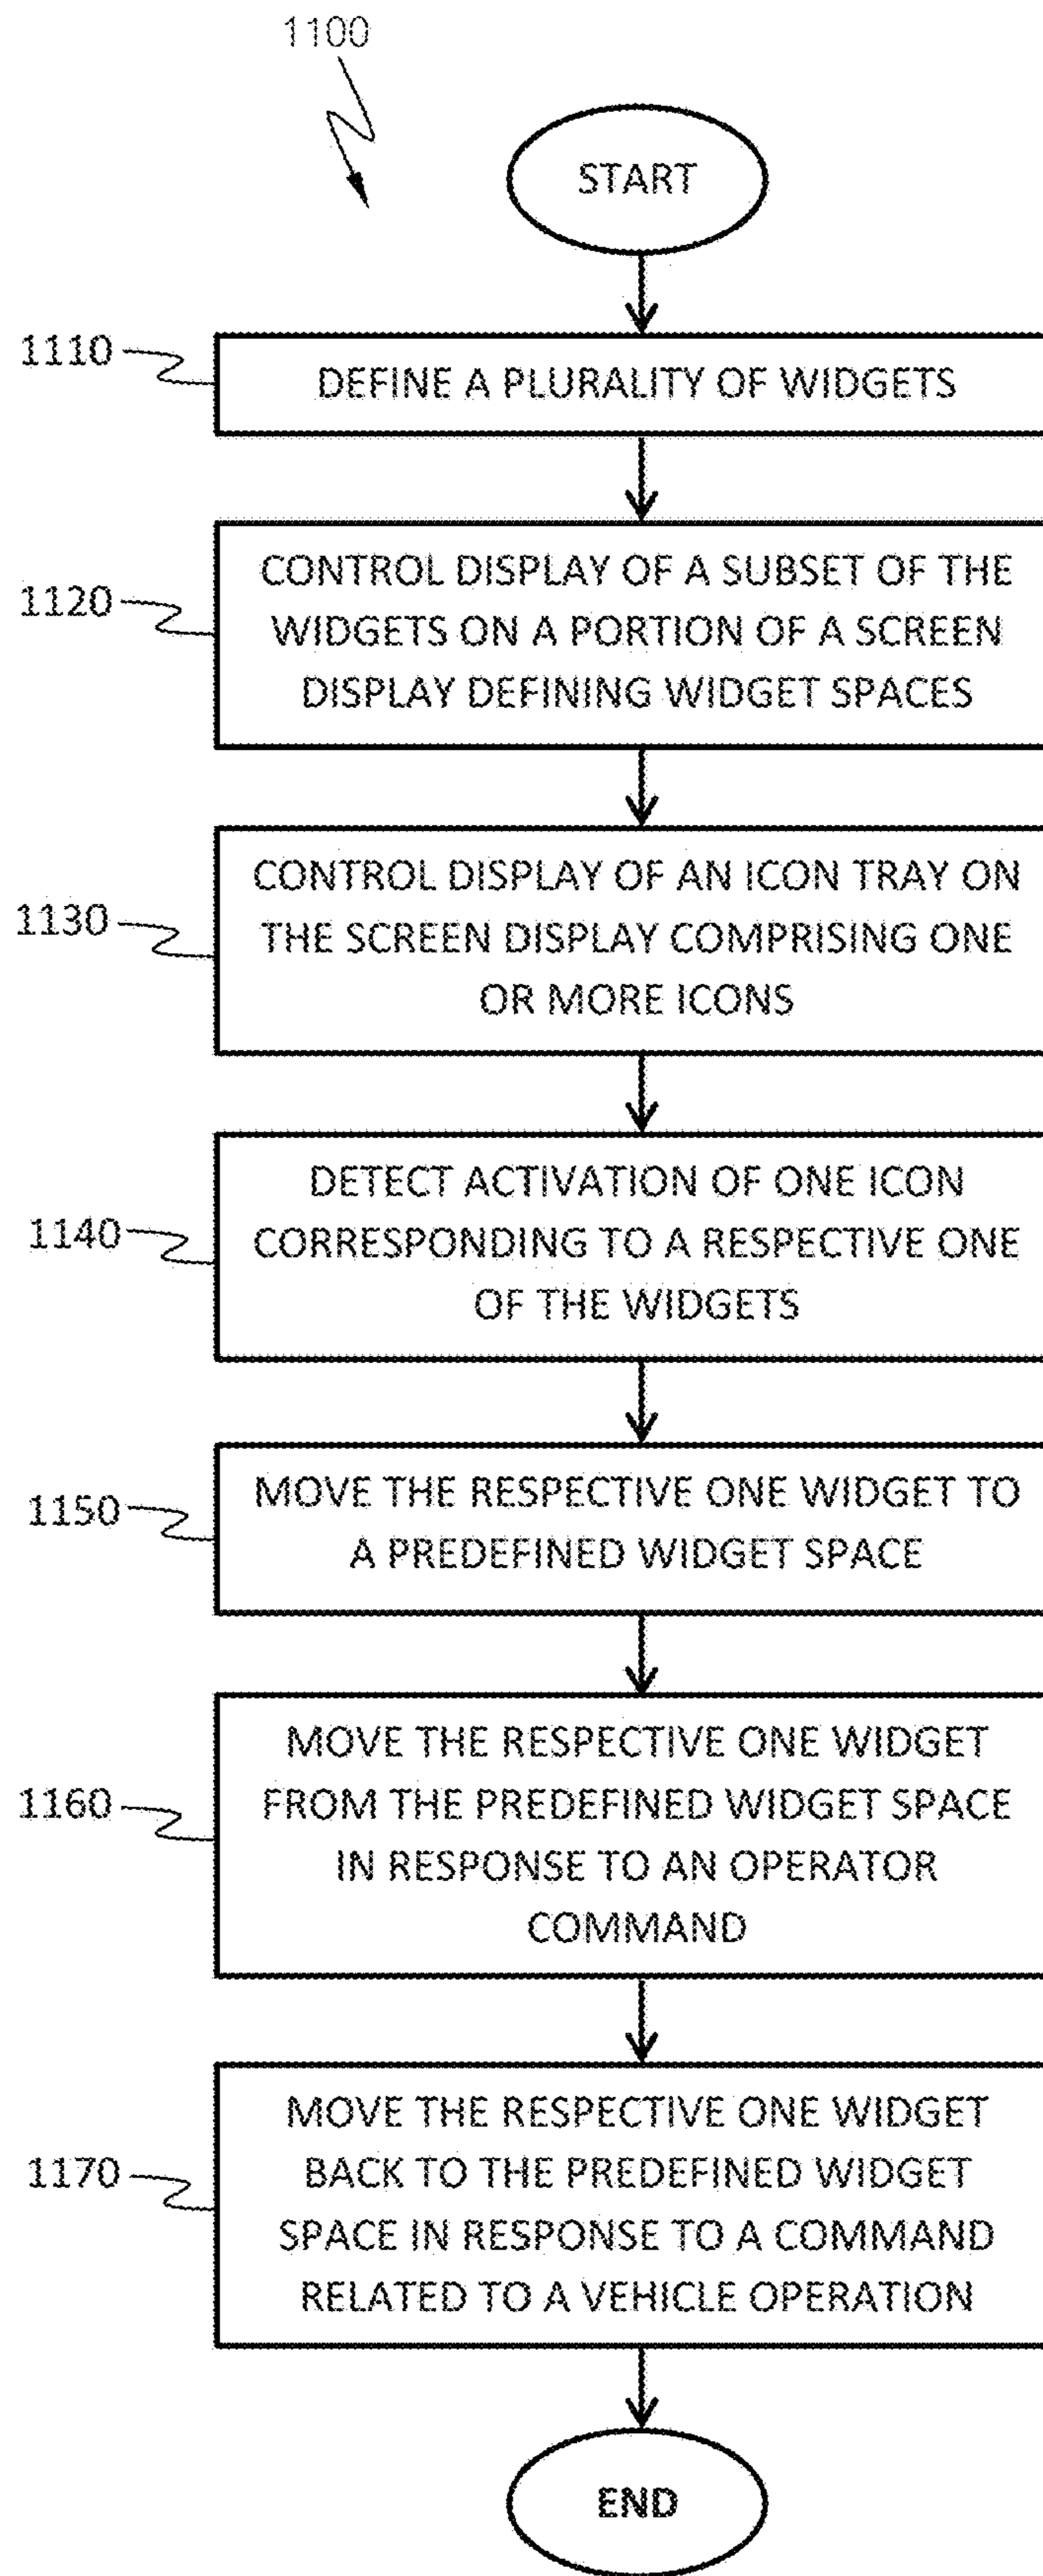 1100
START
1110
DEFINE A PLURALITY OF WIDGETS
1120
CONTROL DISPLAY OF A SUBSET OF THE
WIDGETS ON A PORTION OF A SCREEN
DISPLAY DEFINING WIDGET SPACES
1130
CONTROL DISPLAY OF AN ICON TRAY ON
THE SCREEN DISPLAY COMPRISING ONE
OR MORE ICONS
1140
DETECT ACTIVATION OF ONE ICON
CORRESPONDING TO A RESPECTIVE ONE
OF THE WIDGETS
1150
MOVE THE RESPECTIVE ONE WIDGET TO
A PREDEFINED WIDGET SPACE
1160
MOVE THE RESPECTIVE ONE WIDGET
FROM THE PREDEFINED WIDGET SPACE
IN RESPONSE TO AN OPERATOR
COMMAND
1170
MOVE THE RESPECTIVE ONE WIDGET
BACK TO THE PREDEFINED WIDGET
SPACE IN RESPONSE TO A COMMAND
RELATED TO A VEHICLE OPERATION
END